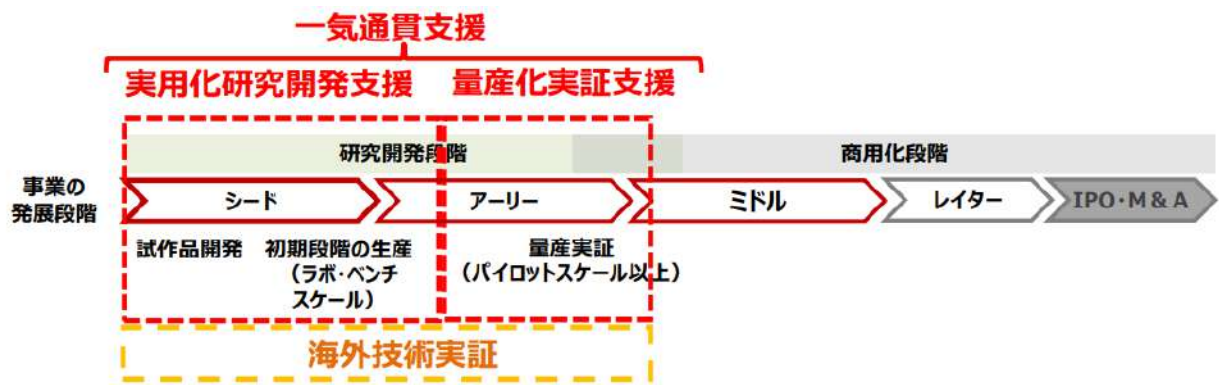 一気通貫支援
実用化研究開発支援 量産化実証支援
研究開発段階 商用化段階
事業の
発展段階
シード アーリー ミドル レイター IPO・M & A
試作品開発 初期段階の生産
(ラボ・ベンチ
スケール)
量産実証
(パイロットスケール以上)
海外技術実証